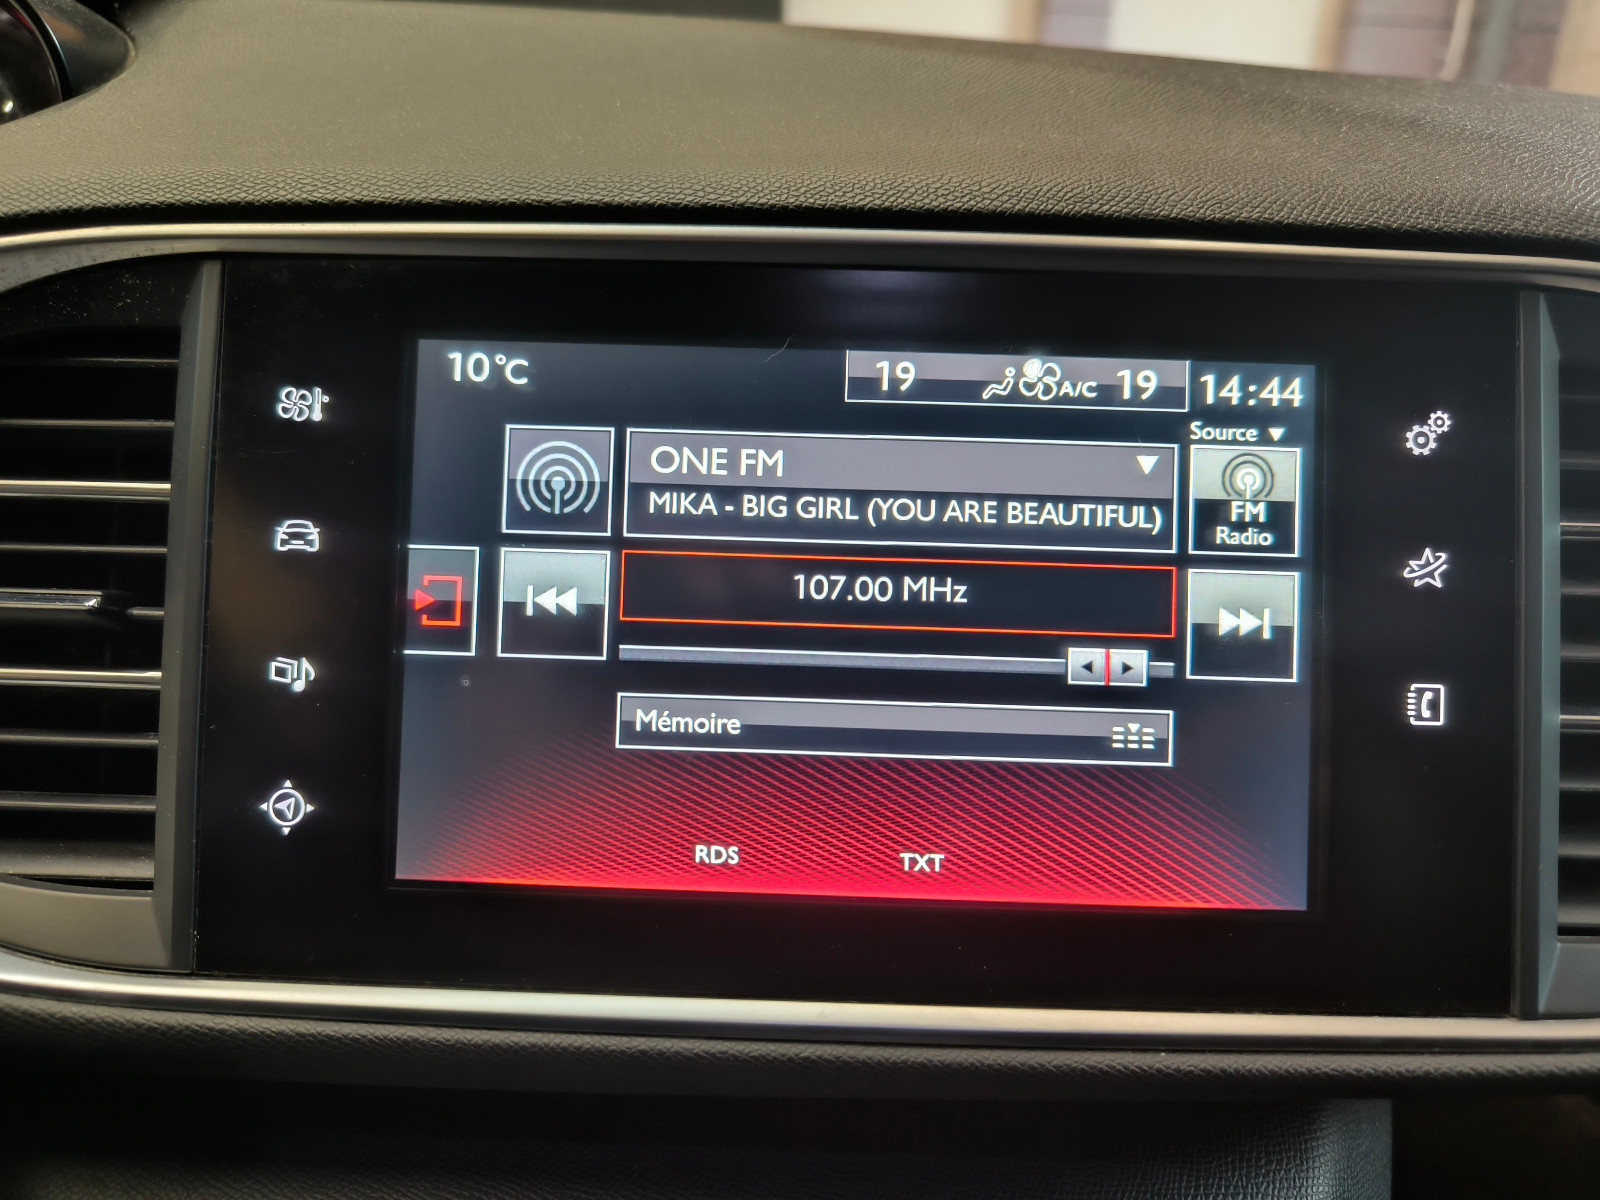 10°C
19 A/C 19
14:44
Source
ONE FM
MIKA - BIG GIRL (YOU ARE BEAUTIFUL)
FM
Radio
107.00 MHz
Mémoire
RDS TXT